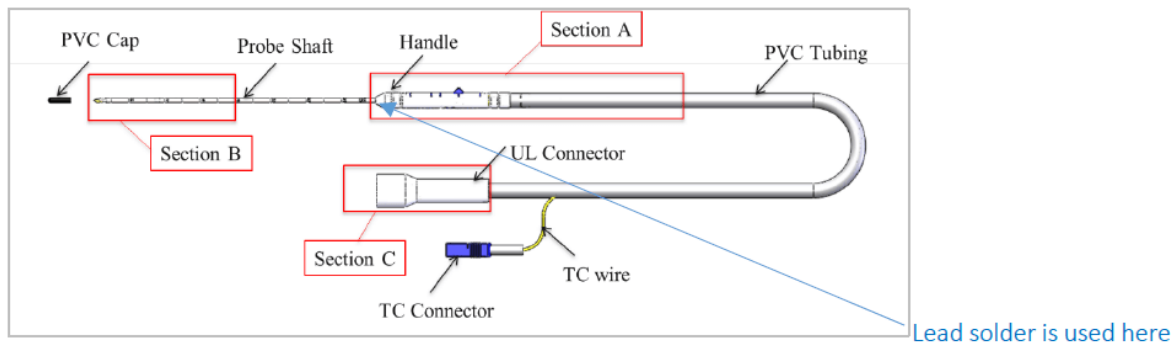 Section A
PVC Cap
Probe Shaft
Handle
PVC Tubing
Section B
UL Connector
Section C
TC wire
TC Connector
Lead solder is used here